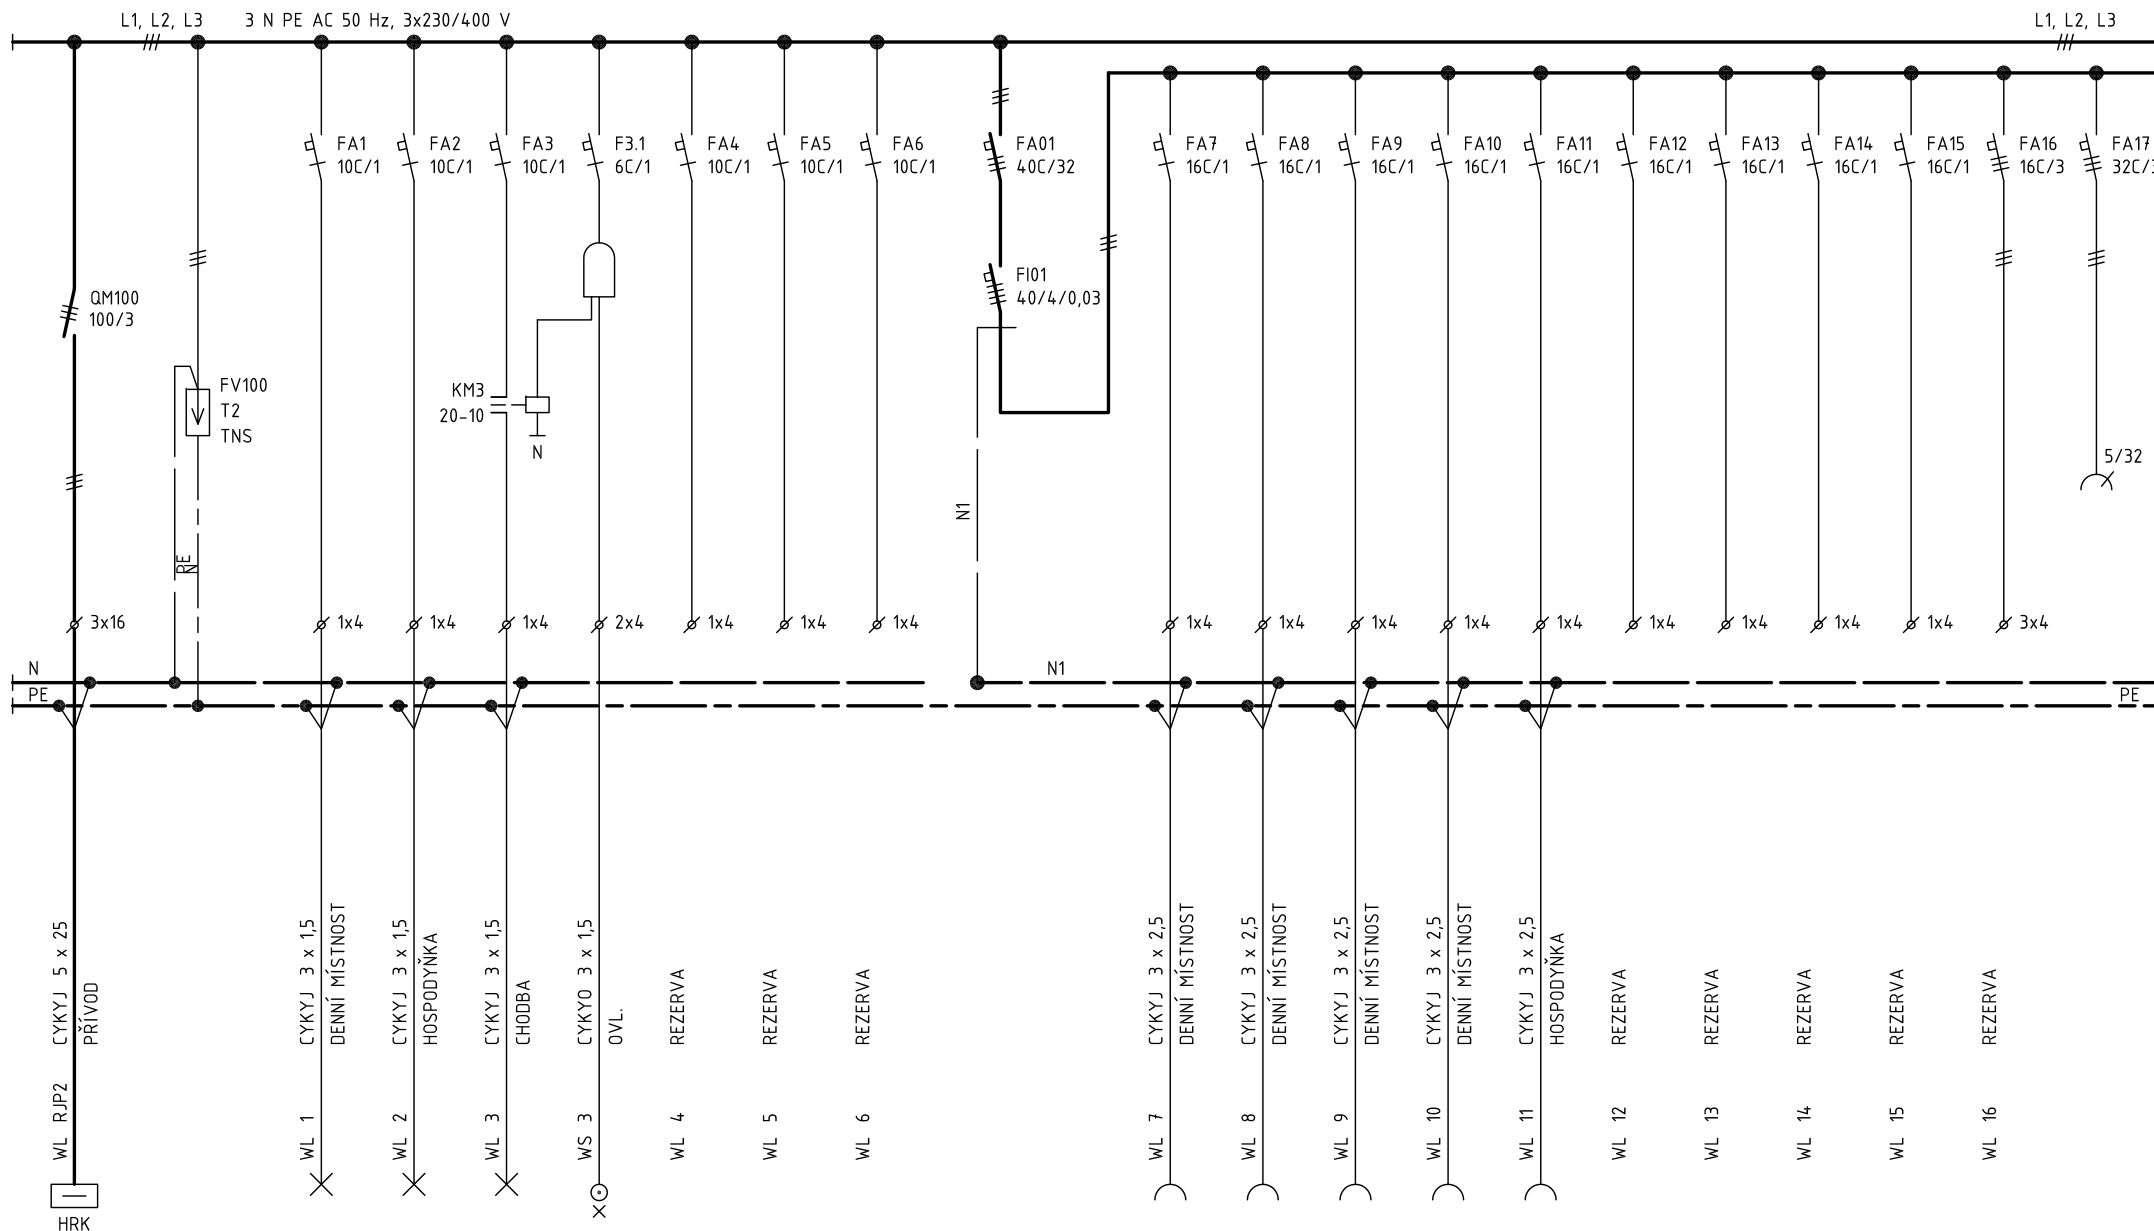 L1, L2, L3
3 N PE AC 50 Hz, 3x230/400 V
L1, L2, L3
FA1
10C/1
FA2
10C/1
FA3
10C/1
F3.1
6C/1
FA4
10C/1
FA5
10C/1
FA6
10C/1
FA01
40C/32
FA7
16C/1
FA8
16C/1
FA9
16C/1
FA10
16C/1
FA11
16C/1
FA12
16C/1
FA13
16C/1
FA14
16C/1
FA15
16C/1
FA16
16C/3
FA17
32C/3
QM100
100/3
FI01
40/4/0,03
FV100
T2
TNS
KM3
20-10
N
5/32
N1
PE
N
3x16
1x4
1x4
1x4
2x4
1x4
1x4
1x4
1x4
1x4
1x4
1x4
1x4
1x4
1x4
1x4
1x4
3x4
N
N1
PE
PE
WL RJP2 CYKYJ 5 x 25
PŘÍVOD
WL 1 CYKYJ 3 x 1,5
DENNÍ MÍSTNOST
WL 2 CYKYJ 3 x 1,5
HOSPODYŇKA
WL 3 CYKYJ 3 x 1,5
CHODBA
WS 3 CYKYO 3 x 1,5
OVL.
WL 4 REZERVA
WL 5 REZERVA
WL 6 REZERVA
WL 7 CYKYJ 3 x 2,5
DENNÍ MÍSTNOST
WL 8 CYKYJ 3 x 2,5
DENNÍ MÍSTNOST
WL 9 CYKYJ 3 x 2,5
DENNÍ MÍSTNOST
WL 10 CYKYJ 3 x 2,5
DENNÍ MÍSTNOST
WL 11 CYKYJ 3 x 2,5
HOSPODYŇKA
WL 12 REZERVA
WL 13 REZERVA
WL 14 REZERVA
WL 15 REZERVA
WL 16 REZERVA
HRK